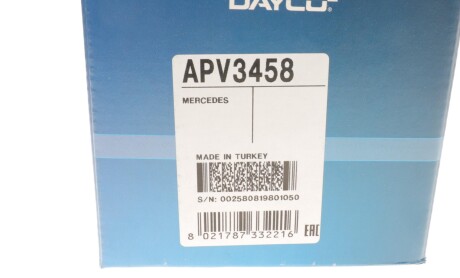 DAYCO
APV3458
MERCEDES
MADE IN TURKEY
S/N: 002580819801050
8 021787 332216
EAC